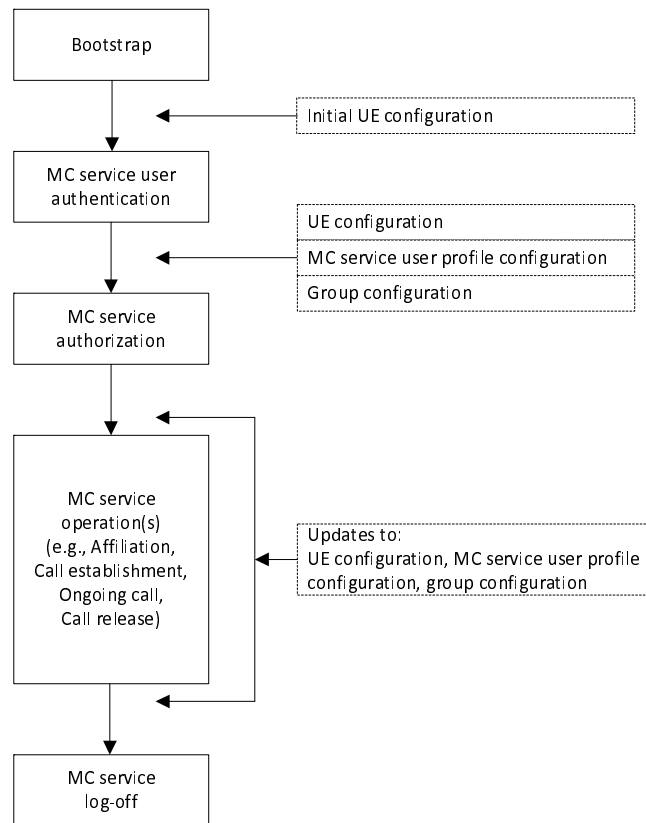 Bootstrap
Initial UE configuration
MC service user
authentication
UE configuration
MC service user profile configuration
Group configuration
MC service
authorization
MC service
operation(s)
(e.g., Affiliation,
Call establishment,
Ongoing call,
Call release)
Updates to:
UE configuration, MC service user profile
configuration, group configuration
MC service
log-off